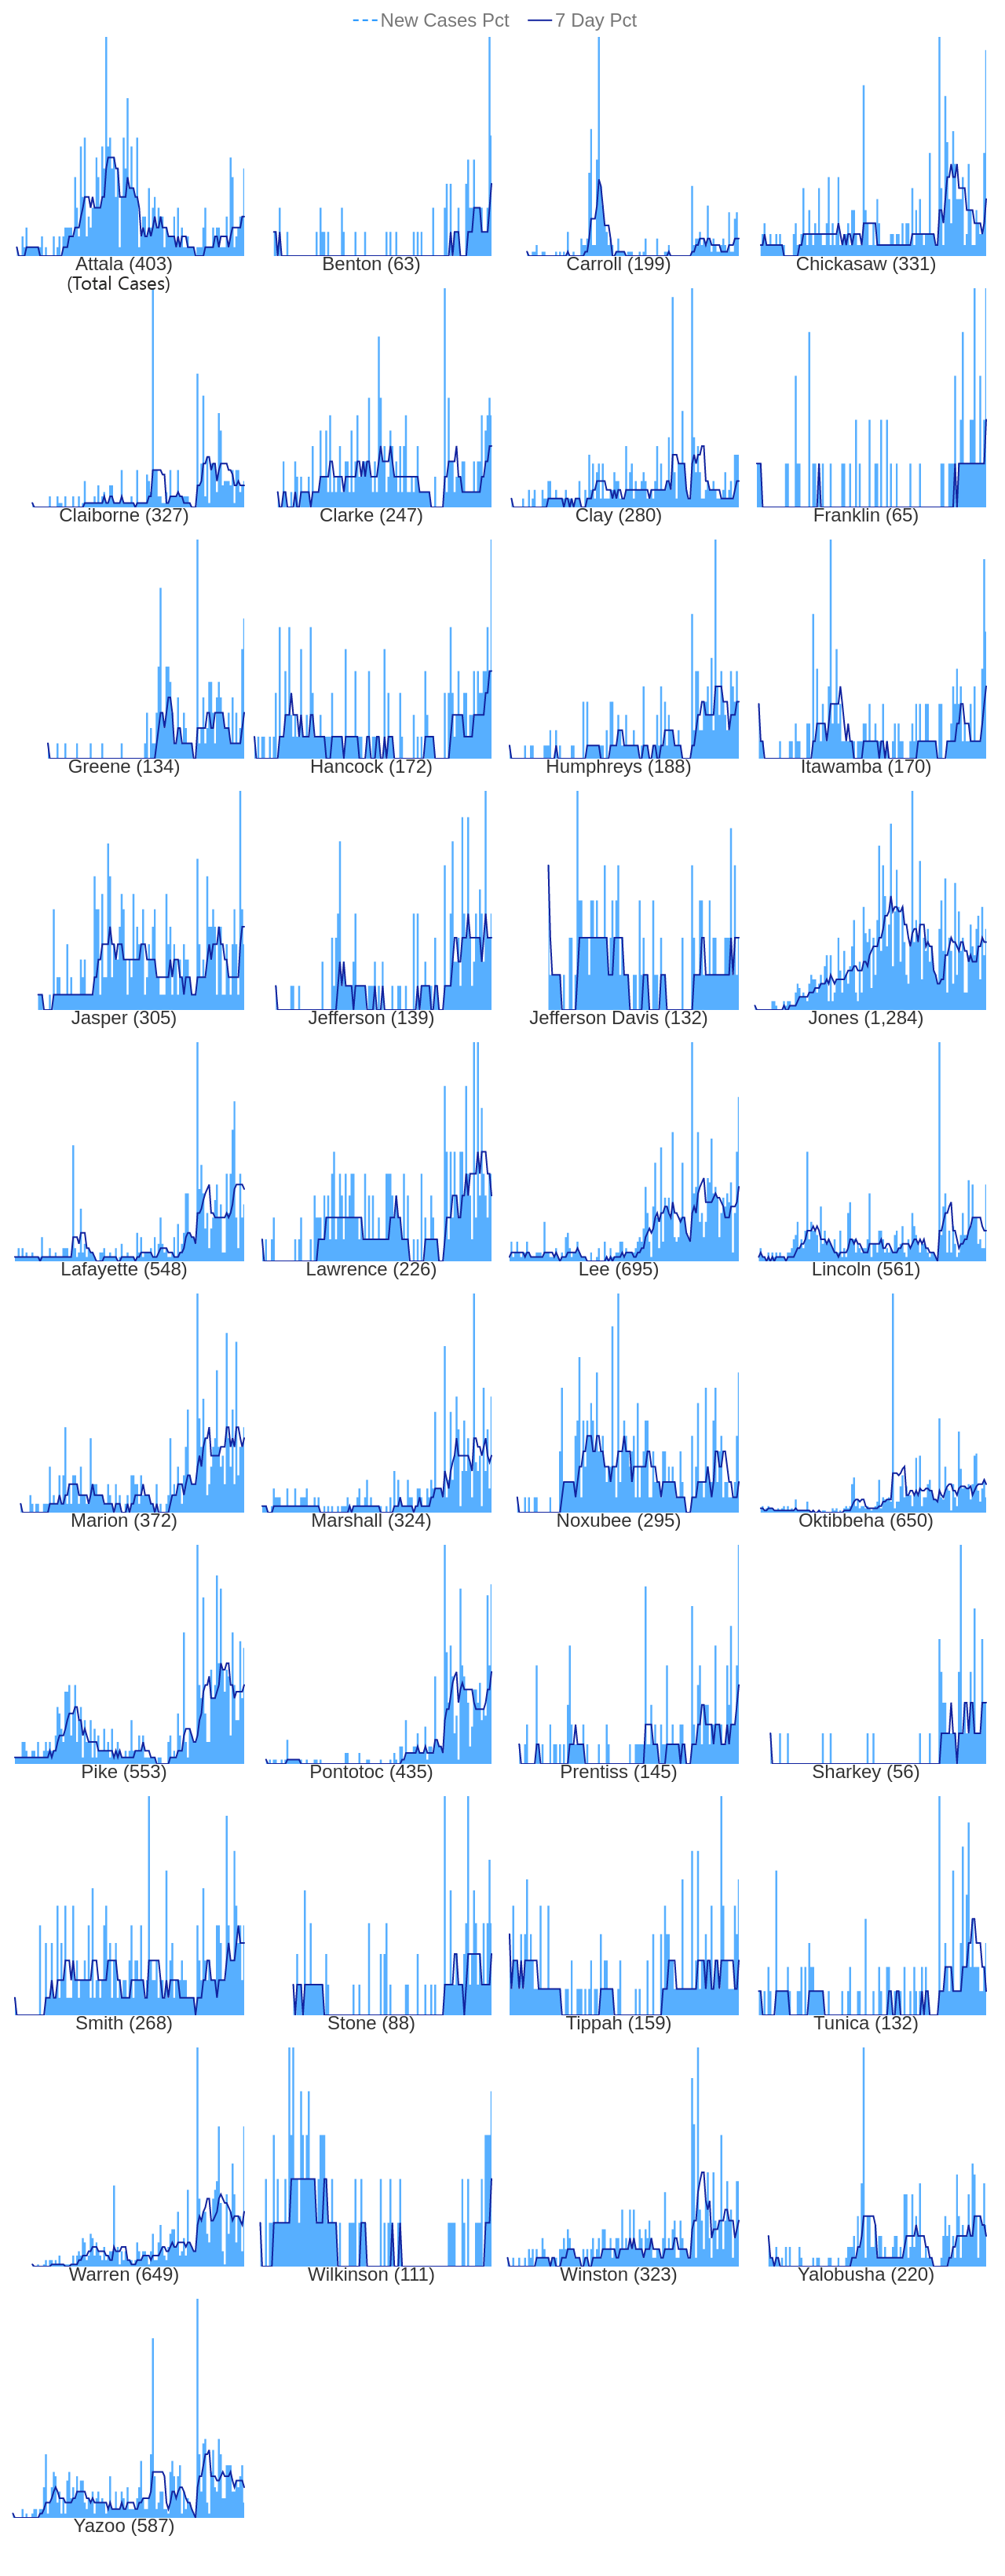 New Cases Pct 7 Day Pct
Attala (403) Benton (63) Carroll (199) Chickasaw (331)
(Total Cases)
Claiborne (327) Clarke (247) Clay (280) Franklin (65)
Greene (134) Hancock (172) Humphreys (188) Itawamba (170)
Jasper (305) Jefferson (139) Jefferson Davis (132) Jones (1,284)
Lafayette (548) Lawrence (226) Lee (695) Lincoln (561)
Marion (372) Marshall (324) Noxubee (295) Oktibbeha (650)
Pike (553) Pontotoc (435) Prentiss (145) Sharkey (56)
Smith (268) Stone (88) Tippah (159) Tunica (132)
Warren (649) Wilkinson (111) Winston (323) Yalobusha (220)
Yazoo (587)